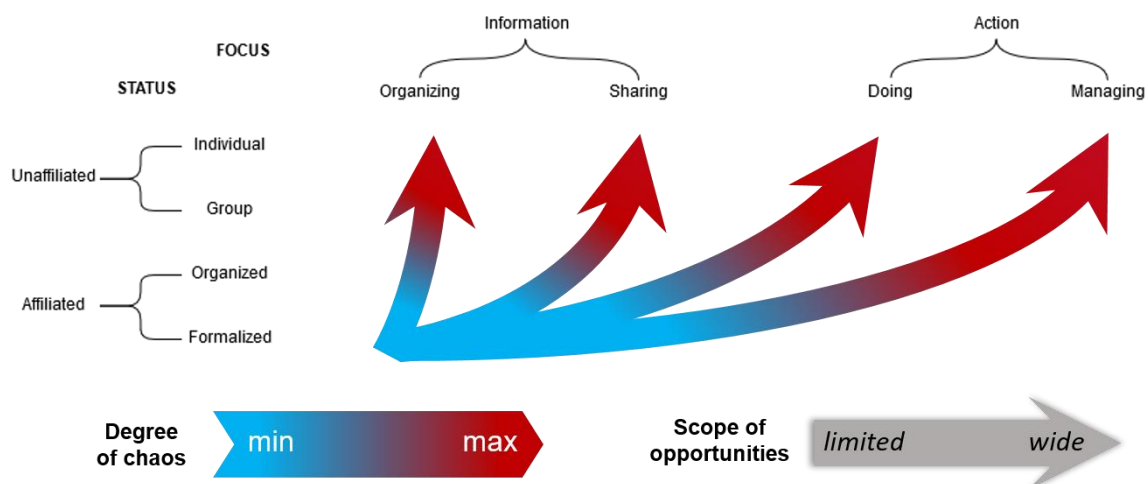 Information
Action
FOCUS
STATUS
Organizing
Sharing
Doing
Managing
Individual
Unaffiliated
Group
Organized
Affiliated
Formalized
Degree
of chaos
min
max
Scope of
opportunities
limited
wide